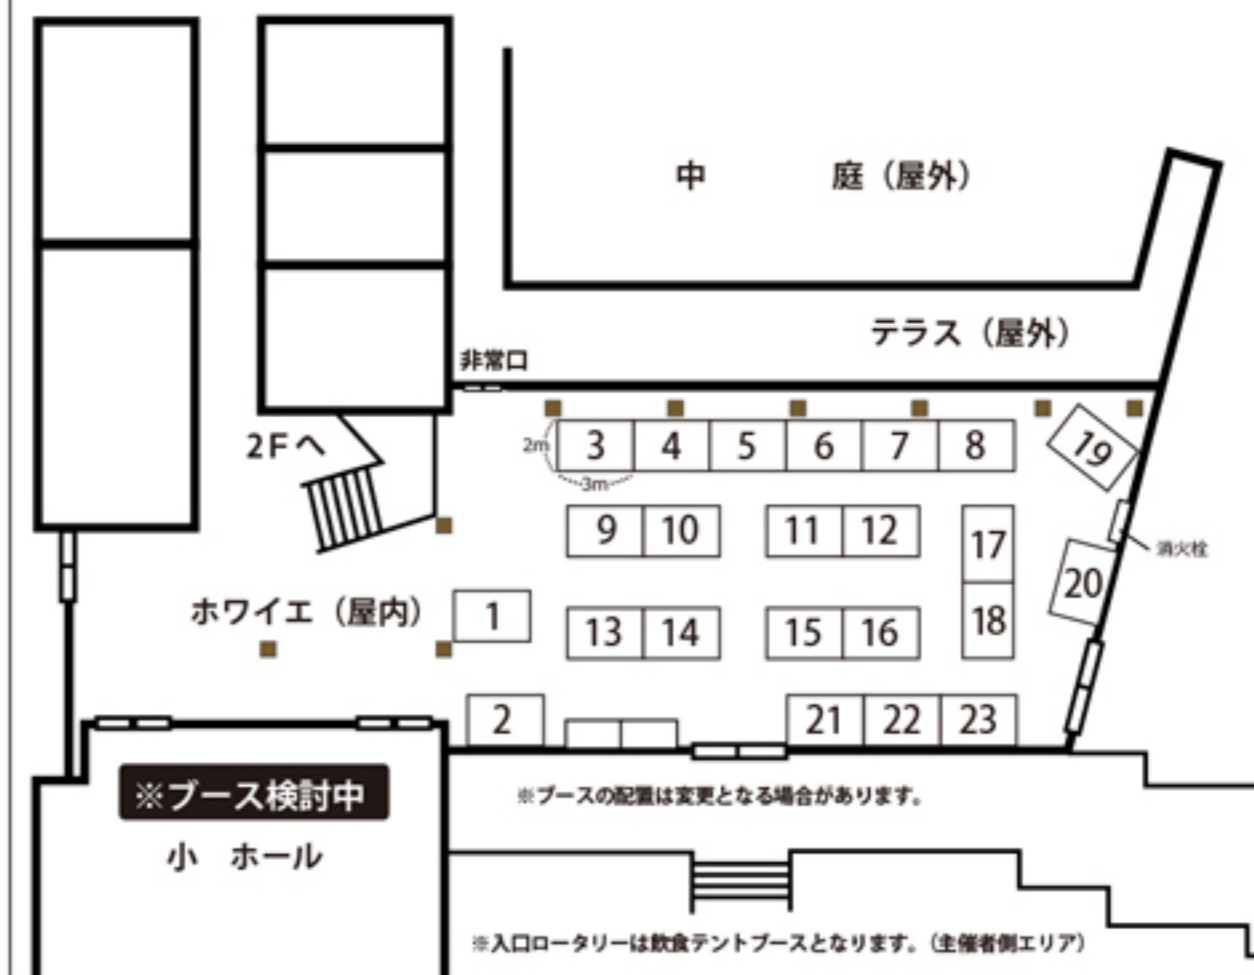 中 庭（屋外）
テラス（屋外）
非常口
2Fへ
2m
3m
3 4 5 6 7 8
19
9 10 11 12
17
消火栓
20
ホワイエ（屋内）
1
13 14 15 16
18
2
21 22 23
※ブース検討中
※ブースの配置は変更となる場合があります。
小 ホール
※入口ロータリーは飲食テントブースとなります。（主催者側エリア）